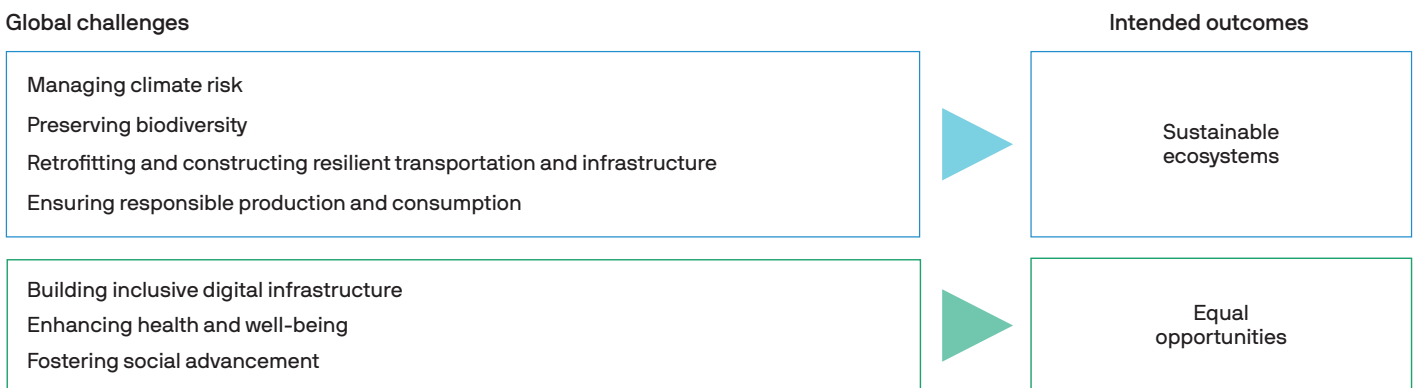 Global challenges
Intended outcomes
Managing climate risk
Preserving biodiversity
Retrofitting and constructing resilient transportation and infrastructure
Ensuring responsible production and consumption
Sustainable
ecosystems
Building inclusive digital infrastructure
Enhancing health and well-being
Fostering social advancement
Equal
opportunities